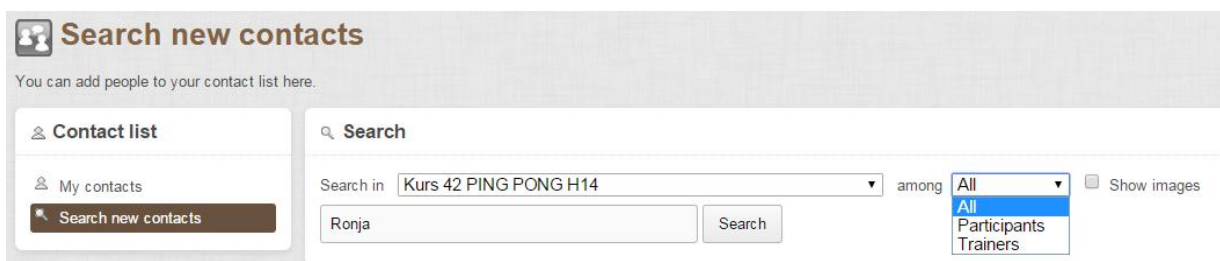 Search new contacts
You can add people to your contact list here.
Contact list
My contacts
Search new contacts
Search
Search in Kurs 42 PING PONG H14 among All Show images
Ronja Search
All
Participants
Trainers